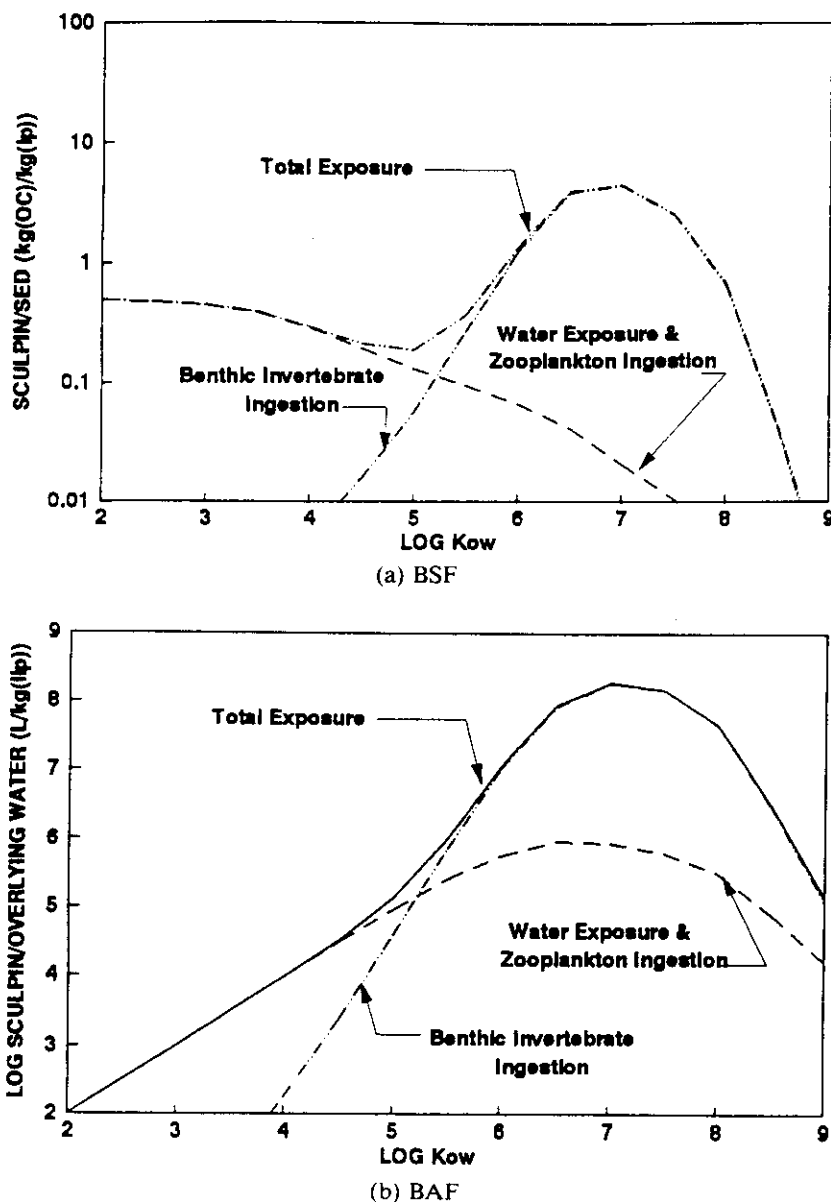 100
10
1
0.1
0.01
SCULPIN/SED (kg(OC)/kg(lp))
Total Exposure
Water Exposure &
Zooplankton Ingestion
Benthic Invertebrate
Ingestion
2 3 4 5 6 7 8 9
LOG Kow
(a) BSF
9
8
7
6
5
4
3
2
LOG SCULPIN/OVERLYING WATER (L/kg(lip))
Total Exposure
Water Exposure &
Zooplankton Ingestion
Benthic Invertebrate
Ingestion
2 3 4 5 6 7 8 9
LOG Kow
(b) BAF